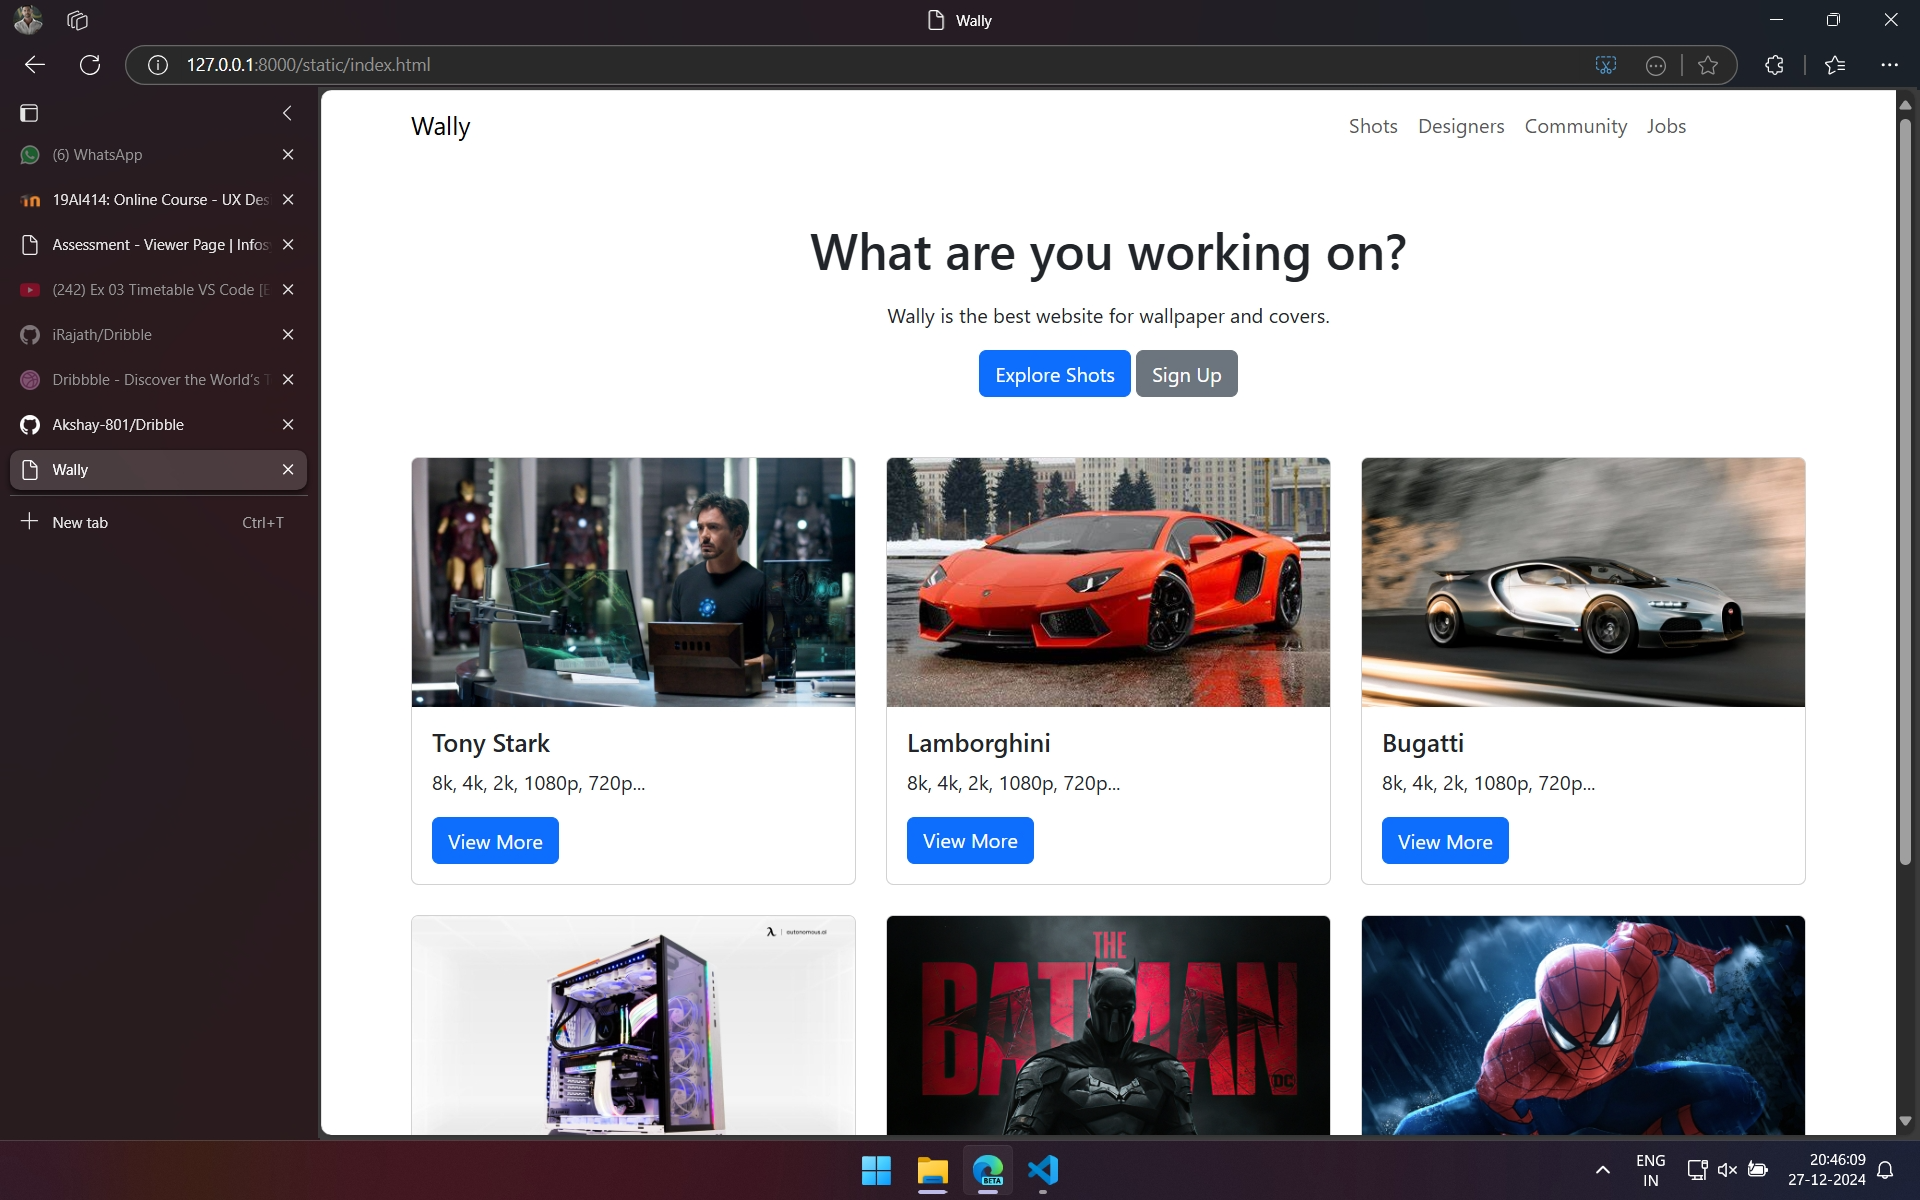 Wally
127.0.0.1:8000/static/index.html
(6) WhatsApp
19AI414: Online Course - UX Des
Assessment - Viewer Page | Infos
(242) Ex 03 Timetable VS Code [E
iRajath/Dribble
Dribbble - Discover the World's T
Akshay-801/Dribble
Wally
New tab Ctrl+T
Wally Shots Designers Community Jobs
What are you working on?
Wally is the best website for wallpaper and covers.
Explore Shots Sign Up
Tony Stark
8k, 4k, 2k, 1080p, 720p...
View More
Lamborghini
8k, 4k, 2k, 1080p, 720p...
View More
Bugatti
8k, 4k, 2k, 1080p, 720p...
View More
autonomous.ai
THE
BATMAN
DC
BETA
ENG
IN
20:46:09
27-12-2024